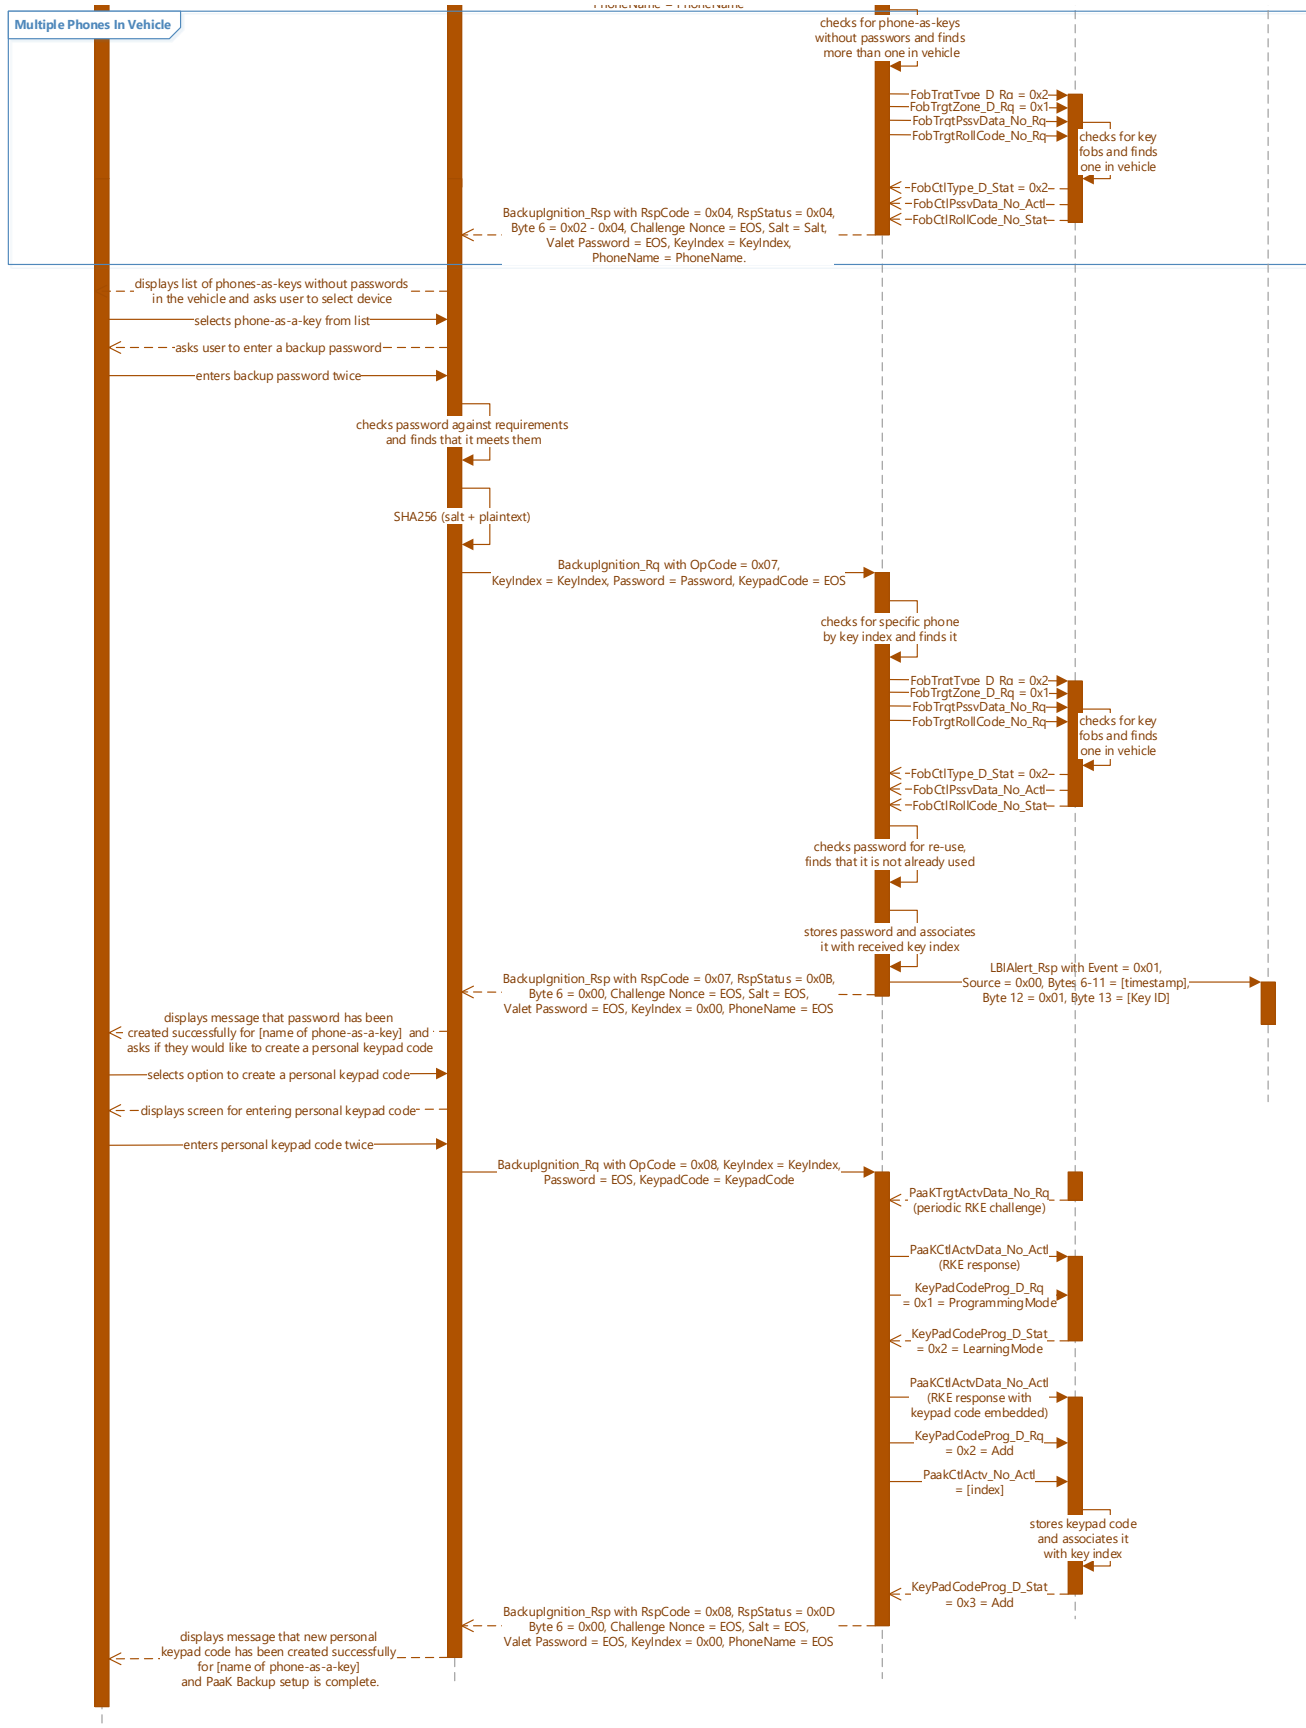 PhoneName = PhoneName
Multiple Phones In Vehicle
checks for phone-as-keys
without passwors and finds
more than one in vehicle
FobTrgtType_D_Rq = 0x2
FobTrgtZone_D_Rq = 0x1
FobTrgtPssvData_No_Rq
FobTrgtRollCode_No_Rq
checks for key
fobs and finds
one in vehicle
FobCtlType_D_Stat = 0x2
FobCtlPssvData_No_Actl
FobCtlRollCode_No_Stat
BackupIgnition_Rsp with RspCode = 0x04, RspStatus = 0x04,
Byte 6 = 0x02 - 0x04, Challenge Nonce = EOS, Salt = Salt,
Valet Password = EOS, KeyIndex = KeyIndex,
PhoneName = PhoneName.
displays list of phones-as-keys without passwords
in the vehicle and asks user to select device
selects phone-as-a-key from list
asks user to enter a backup password
enters backup password twice
checks password against requirements
and finds that it meets them
SHA256 (salt + plaintext)
BackupIgnition_Rq with OpCode = 0x07,
KeyIndex = KeyIndex, Password = Password, KeypadCode = EOS
checks for specific phone
by key index and finds it
FobTrgtType_D_Rq = 0x2
FobTrgtZone_D_Rq = 0x1
FobTrgtPssvData_No_Rq
FobTrgtRollCode_No_Rq
checks for key
fobs and finds
one in vehicle
FobCtlType_D_Stat = 0x2
FobCtlPssvData_No_Actl
FobCtlRollCode_No_Stat
checks password for re-use,
finds that it is not already used
stores password and associates
it with received key index
LBIAlert_Rsp with Event = 0x01,
Source = 0x00, Bytes 6-11 = [timestamp],
Byte 12 = 0x01, Byte 13 = [Key ID]
BackupIgnition_Rsp with RspCode = 0x07, RspStatus = 0x0B,
Byte 6 = 0x00, Challenge Nonce = EOS, Salt = EOS,
Valet Password = EOS, KeyIndex = 0x00, PhoneName = EOS
displays message that password has been
created successfully for [name of phone-as-a-key] and
asks if they would like to create a personal keypad code
selects option to create a personal keypad code
displays screen for entering personal keypad code
enters personal keypad code twice
BackupIgnition_Rq with OpCode = 0x08, KeyIndex = KeyIndex,
Password = EOS, KeypadCode = KeypadCode
PaaKTrgtActvData_No_Rq
(periodic RKE challenge)
PaaKCtlActvData_No_Actl
(RKE response)
KeyPadCodeProg_D_Rq
= 0x1 = ProgrammingMode
KeyPadCodeProg_D_Stat
= 0x2 = LearningMode
PaaKCtlActvData_No_Actl
(RKE response with
keypad code embedded)
KeyPadCodeProg_D_Rq
= 0x2 = Add
PaakCtlActv_No_Actl
= [index]
stores keypad code
and associates it
with key index
KeyPadCodeProg_D_Stat
= 0x3 = Add
BackupIgnition_Rsp with RspCode = 0x08, RspStatus = 0x0D
Byte 6 = 0x00, Challenge Nonce = EOS, Salt = EOS,
Valet Password = EOS, KeyIndex = 0x00, PhoneName = EOS
displays message that new personal
keypad code has been created successfully
for [name of phone-as-a-key]
and PaaK Backup setup is complete.